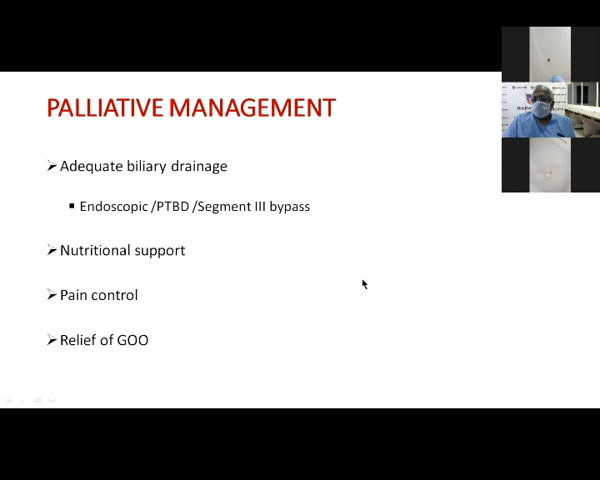 PALLIATIVE MANAGEMENT
➢ Adequate biliary drainage
▪ Endoscopic /PTBD /Segment III bypass
➢ Nutritional support
➢ Pain control
➢ Relief of GOO